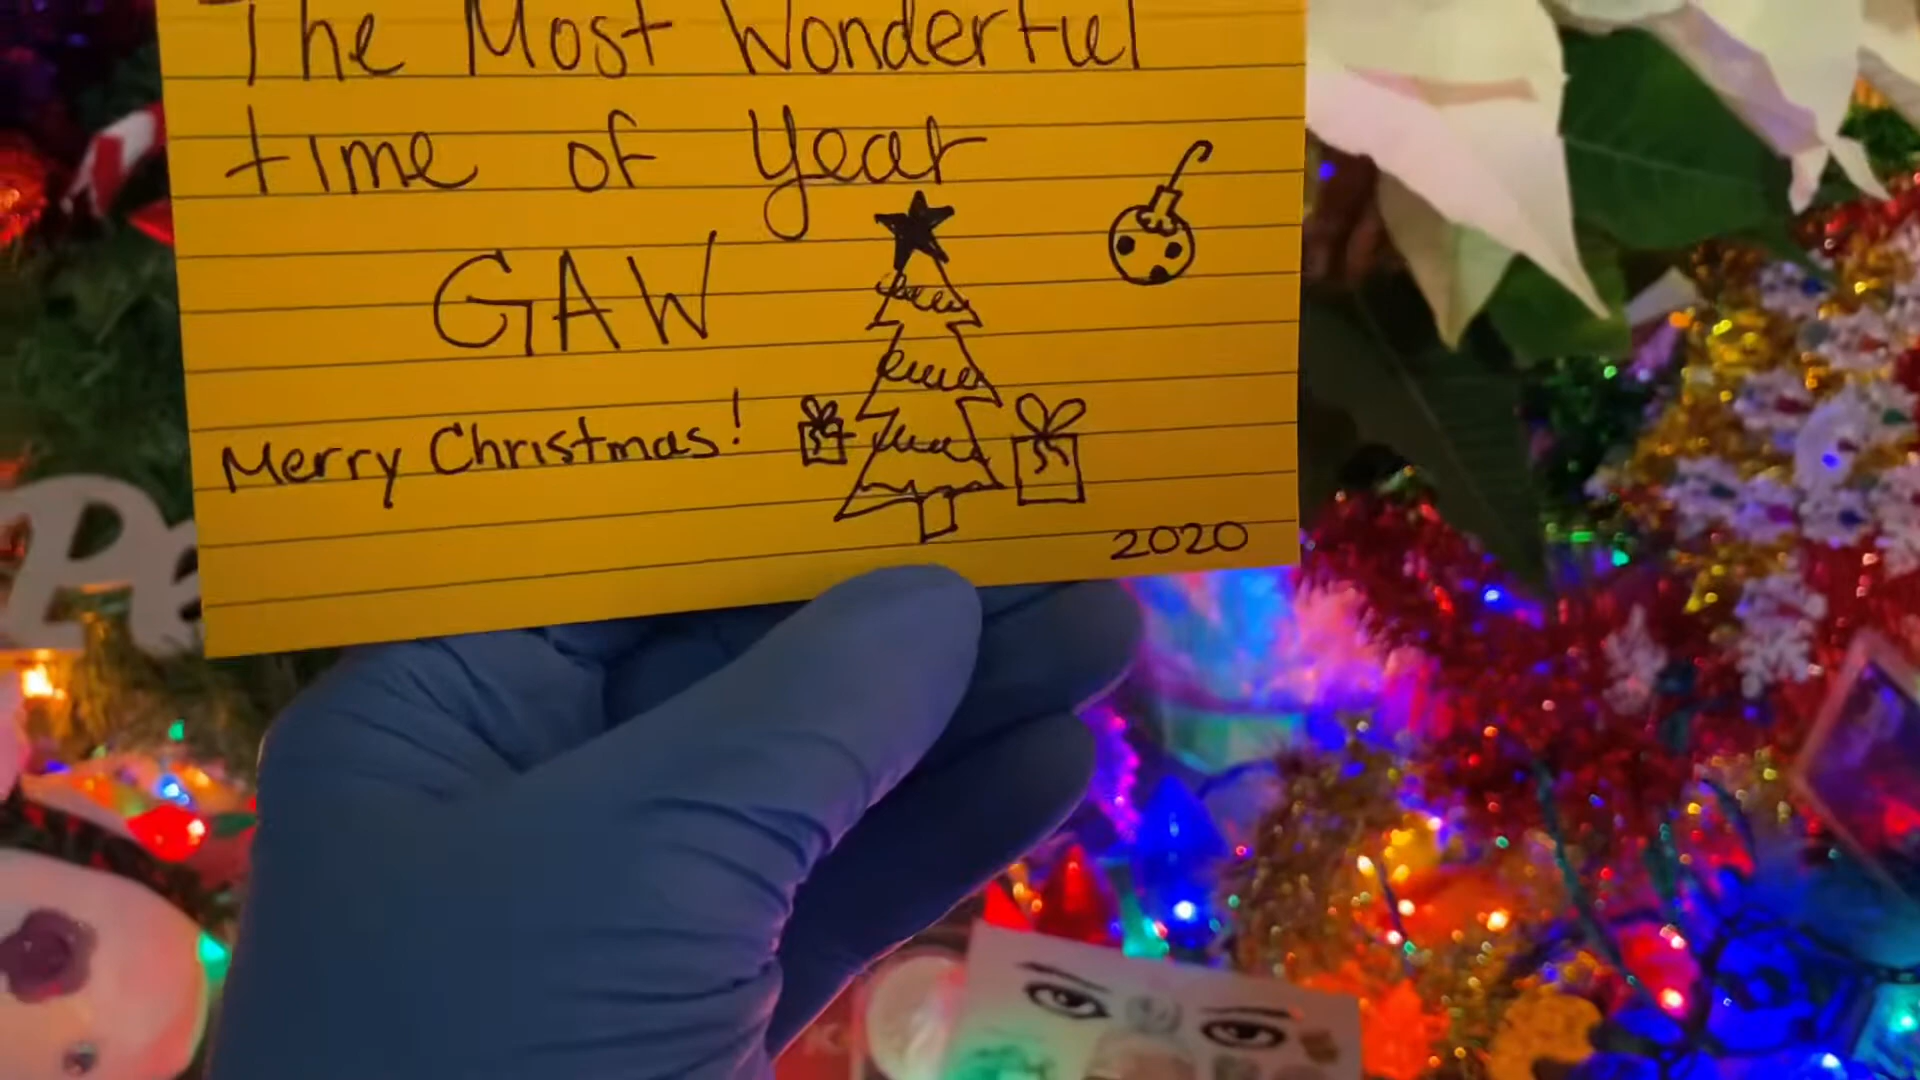 The Most Wonderful
time of Year
GAW
Merry Christmas!
2020